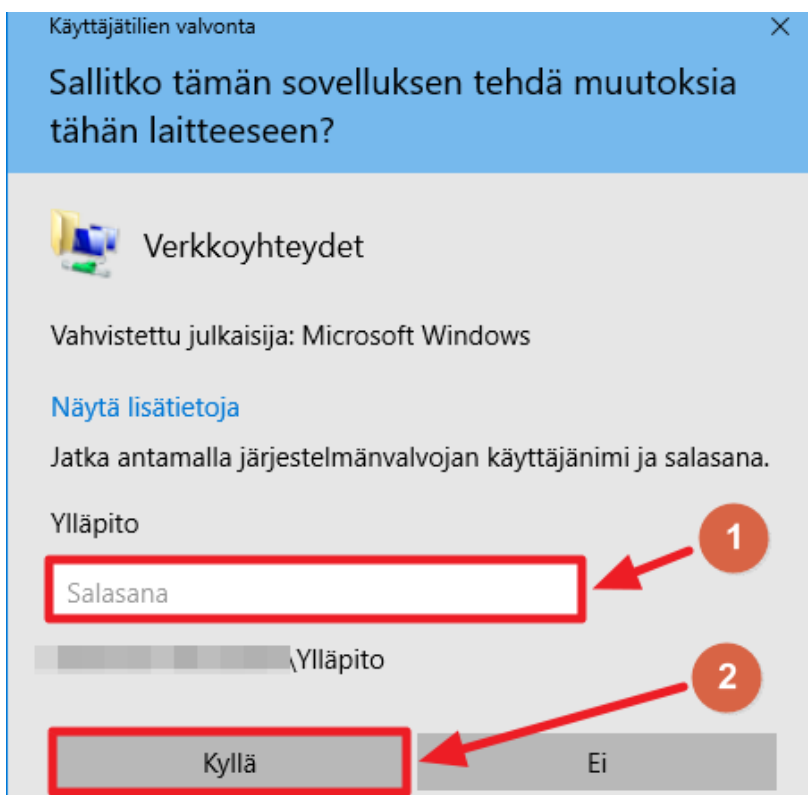 Käyttäjätilien valvonta
Sallitko tämän sovelluksen tehdä muutoksia
tähän laitteeseen?
Verkkoyhteydet
Vahvistettu julkaisija: Microsoft Windows
Näytä lisätietoja
Jatka antamalla järjestelmänvalvojan käyttäjänimi ja salasana.
Ylläpito
1
Salasana
\Ylläpito
2
Kyllä Ei